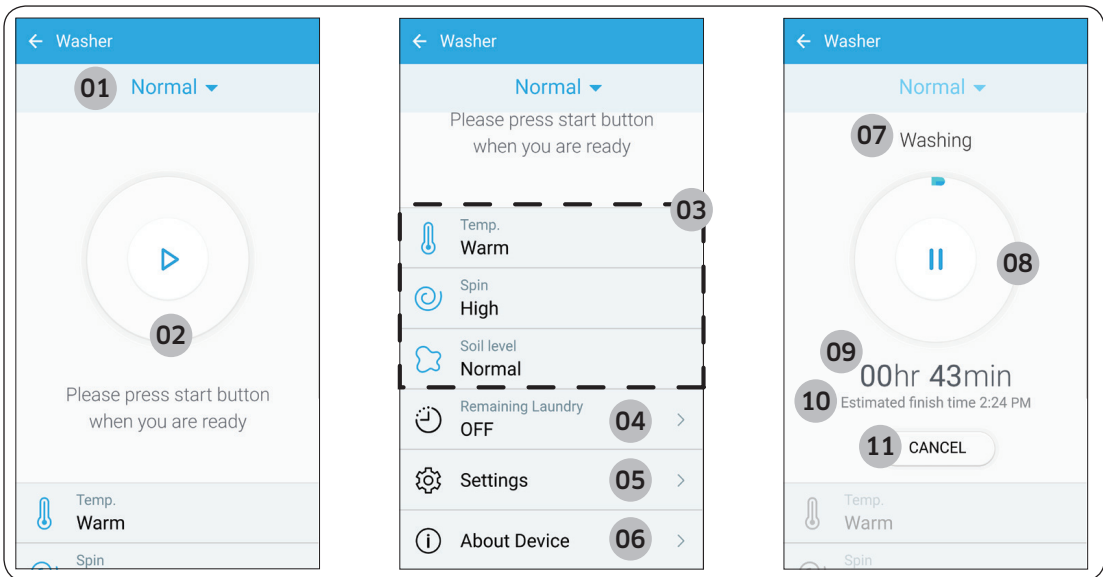 ← Washer
01 Normal
02
Please press start button
when you are ready
Temp.
Warm
Spin
← Washer
Normal
Please press start button
when you are ready
03
Temp.
Warm
Spin
High
Soil level
Normal
Remaining Laundry
OFF
04
Settings
05
About Device
06
← Washer
Normal
07 Washing
08
09
00hr 43min
10 Estimated finish time 2:24 PM
11 CANCEL
Temp.
Warm
Spin